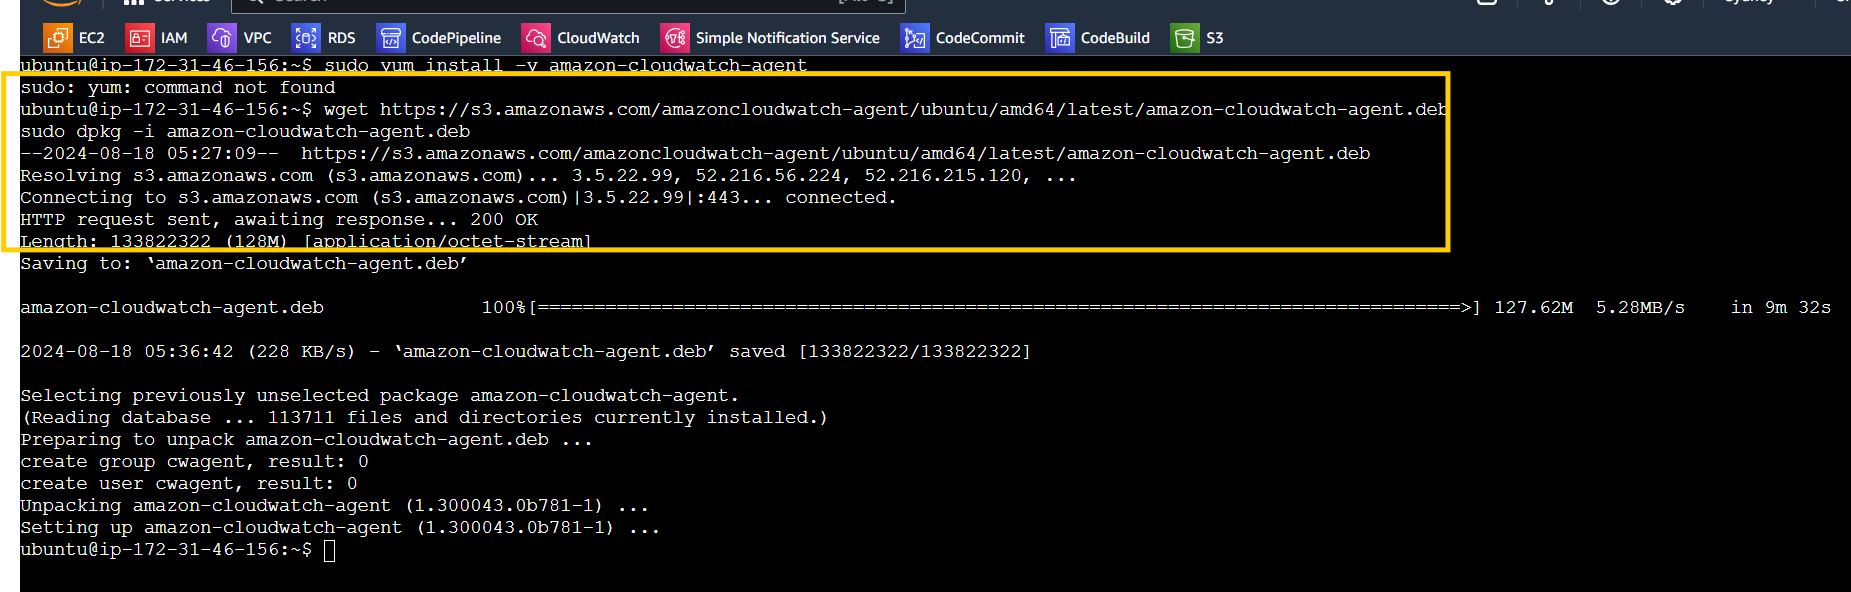 EC2 IAM VPC RDS CodePipeline CloudWatch Simple Notification Service CodeCommit CodeBuild S3
ubuntu@ip-172-31-46-156:~$ sudo yum install -y amazon-cloudwatch-agent
sudo: yum: command not found
ubuntu@ip-172-31-46-156:~$ wget https://s3.amazonaws.com/amazoncloudwatch-agent/ubuntu/amd64/latest/amazon-cloudwatch-agent.deb
sudo dpkg -i amazon-cloudwatch-agent.deb
--2024-08-18 05:27:09--  https://s3.amazonaws.com/amazoncloudwatch-agent/ubuntu/amd64/latest/amazon-cloudwatch-agent.deb
Resolving s3.amazonaws.com (s3.amazonaws.com)... 3.5.22.99, 52.216.56.224, 52.216.215.120, ...
Connecting to s3.amazonaws.com (s3.amazonaws.com)|3.5.22.99|:443... connected.
HTTP request sent, awaiting response... 200 OK
Length: 133822322 (128M) [application/octet-stream]
Saving to: ‘amazon-cloudwatch-agent.deb’
amazon-cloudwatch-agent.deb 100%[==================================================================================>] 127.62M 5.28MB/s in 9m 32s
2024-08-18 05:36:42 (228 KB/s) - ‘amazon-cloudwatch-agent.deb’ saved [133822322/133822322]
Selecting previously unselected package amazon-cloudwatch-agent.
(Reading database ... 113711 files and directories currently installed.)
Preparing to unpack amazon-cloudwatch-agent.deb ...
create group cwagent, result: 0
create user cwagent, result: 0
Unpacking amazon-cloudwatch-agent (1.300043.0b781-1) ...
Setting up amazon-cloudwatch-agent (1.300043.0b781-1) ...
ubuntu@ip-172-31-46-156:~$